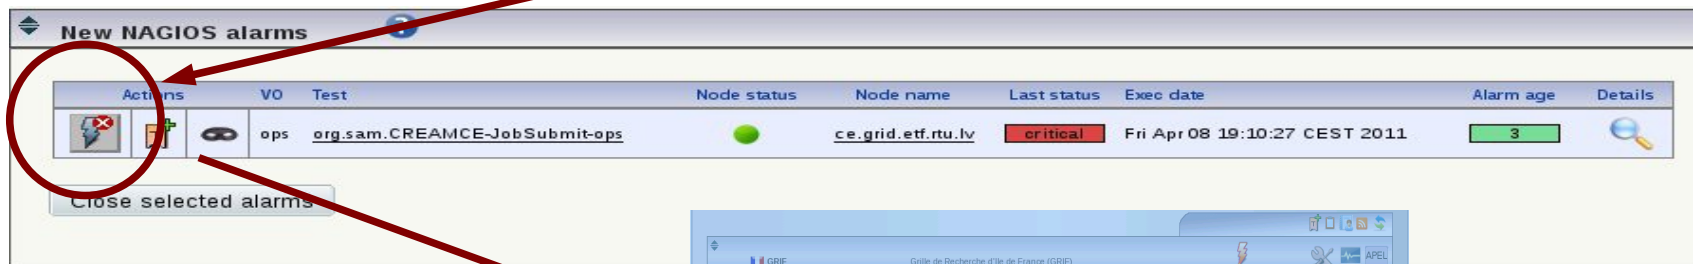 New NAGIOS alarms ?
Actions VO Test Node status Node name Last status Exec date Alarm age Details
ops org.sam.CREAMCE-JobSubmit-ops ce.grid.etf.rtu.lv critical Fri Apr 08 19:10:27 CEST 2011 3
Close selected alarms
GRIF Grille de Recherche d'Ile de France (GRIF) APEL